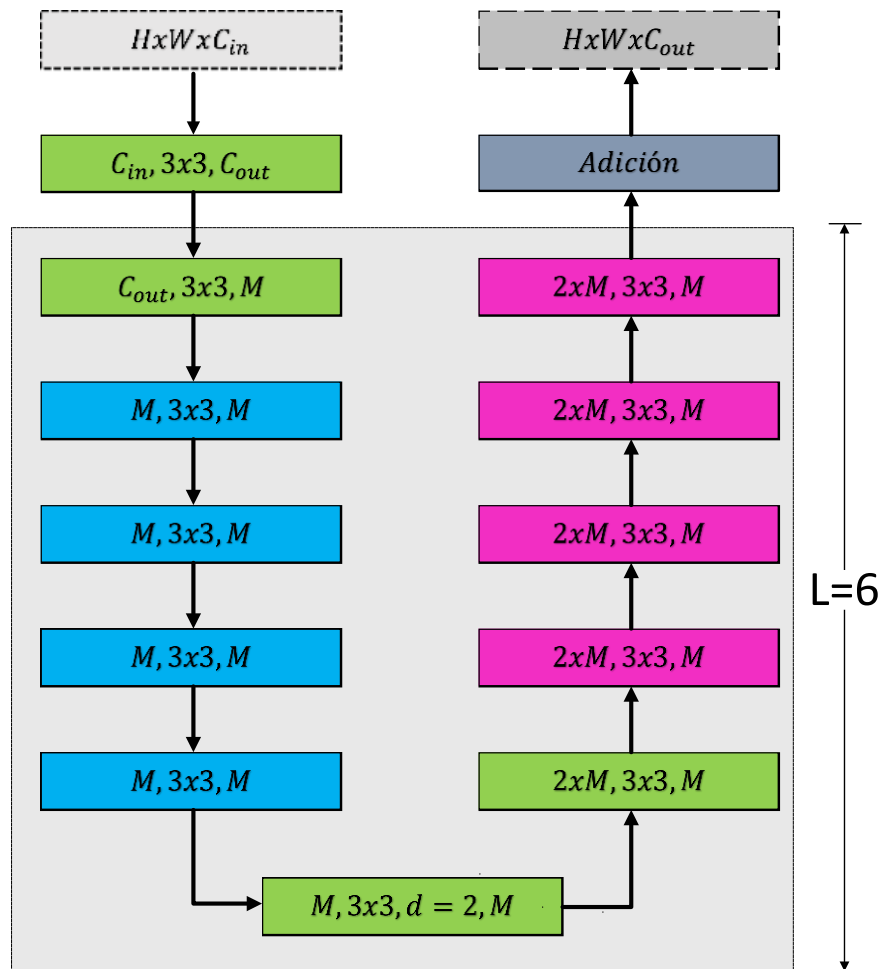 HxWxC_in
C_in, 3x3, C_out
C_out, 3x3, M
M, 3x3, M
M, 3x3, M
M, 3x3, M
M, 3x3, M
M, 3x3, d = 2, M
HxWxC_out
Adición
2xM, 3x3, M
2xM, 3x3, M
2xM, 3x3, M
2xM, 3x3, M
2xM, 3x3, M
L=6